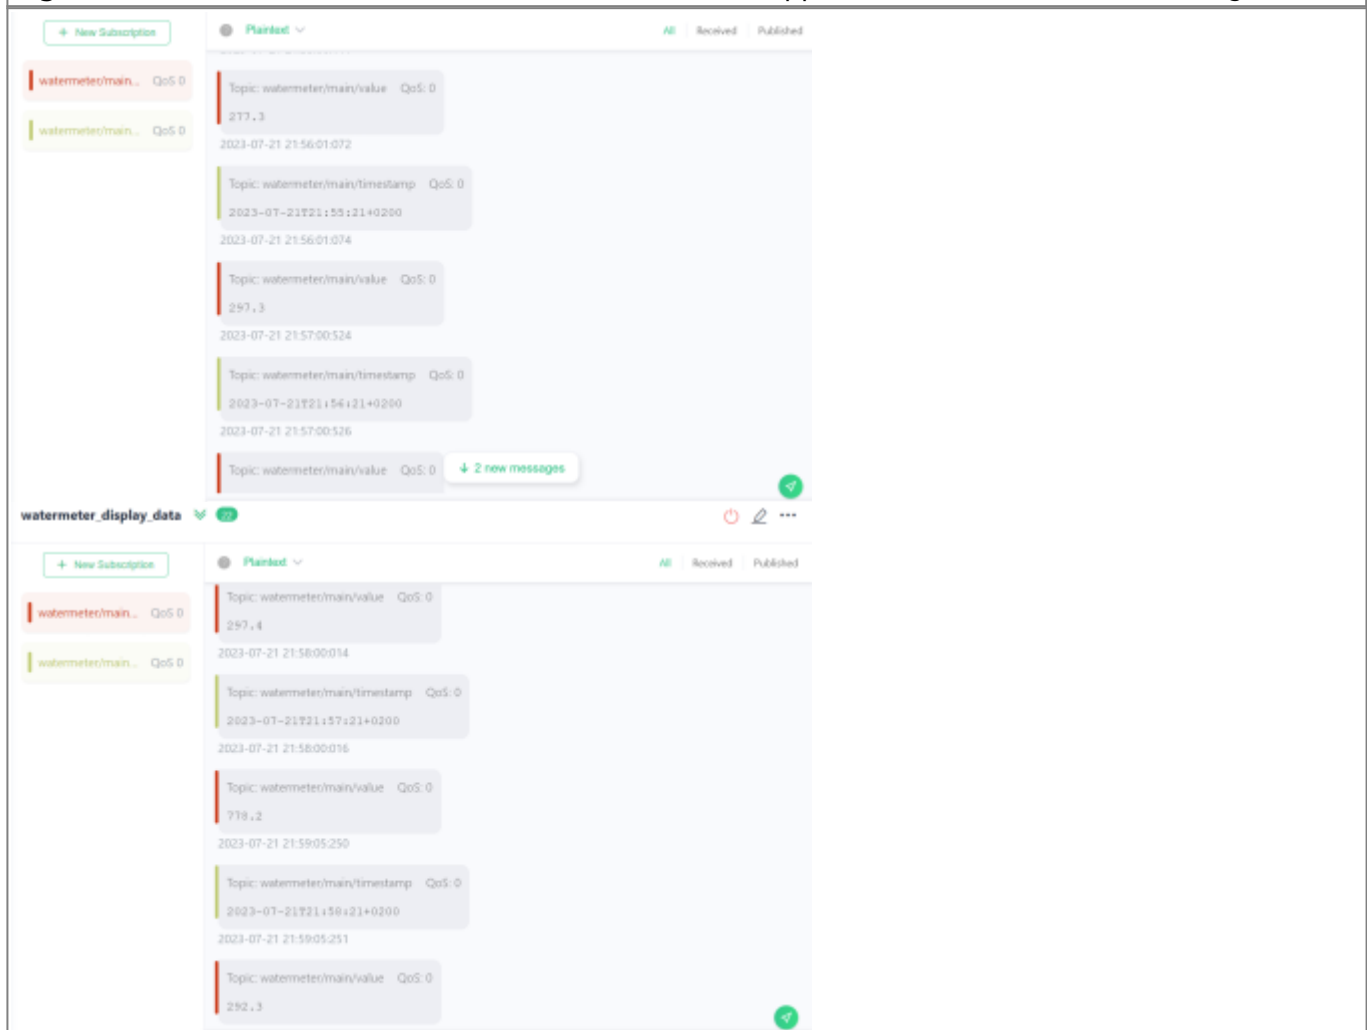 + New Subscription
Plaintext
All
Received
Published
watermeter/main... QoS 0
watermeter/main... QoS 0
Topic: watermeter/main/value QoS: 0
277.3
2023-07-21 21:56:01:072
Topic: watermeter/main/timestamp QoS: 0
2023-07-21T21:55:21+0200
2023-07-21 21:56:01:074
Topic: watermeter/main/value QoS: 0
297.3
2023-07-21 21:57:00:524
Topic: watermeter/main/timestamp QoS: 0
2023-07-21T21:56:21+0200
2023-07-21 21:57:00:526
Topic: watermeter/main/value QoS: 0
2 new messages
watermeter_display_data
22
+ New Subscription
Plaintext
All
Received
Published
watermeter/main... QoS 0
watermeter/main... QoS 0
Topic: watermeter/main/value QoS: 0
297.4
2023-07-21 21:58:00:014
Topic: watermeter/main/timestamp QoS: 0
2023-07-21T21:57:21+0200
2023-07-21 21:58:00:016
Topic: watermeter/main/value QoS: 0
778.2
2023-07-21 21:59:05:250
Topic: watermeter/main/timestamp QoS: 0
2023-07-21T21:58:21+0200
2023-07-21 21:59:05:251
Topic: watermeter/main/value QoS: 0
292.3